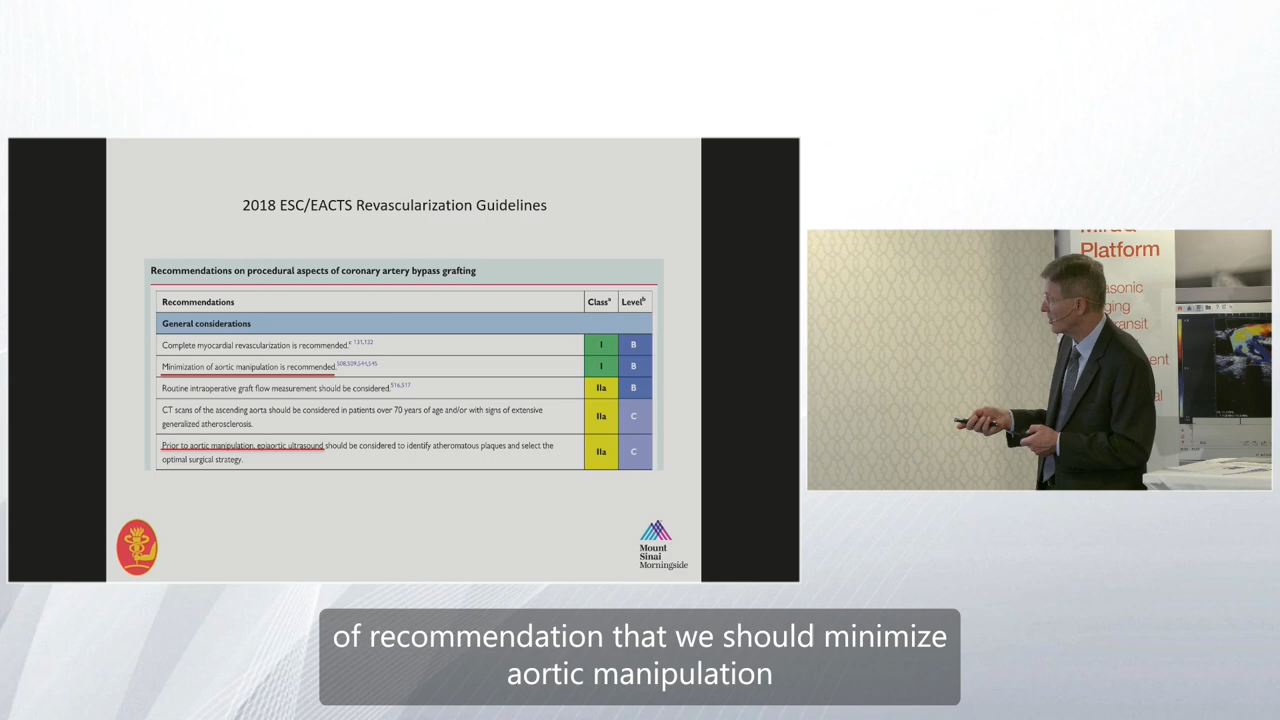 2018 ESC/EACTS Revascularization Guidelines
Recommendations on procedural aspects of coronary artery bypass grafting
Recommendations Classᵃ Levelᵇ
General considerations
Complete myocardial revascularization is recommended.ᶜ 131,132 I B
Minimization of aortic manipulation is recommended.508,509,544,545 I B
Routine intraoperative graft flow measurement should be considered.516,517 IIa B
CT scans of the ascending aorta should be considered in patients over 70 years of age and/or with signs of extensive
generalized atherosclerosis. IIa C
Prior to aortic manipulation, epiaortic ultrasound should be considered to identify atheromatous plaques and select the
optimal surgical strategy. IIa C
Mount
Sinai
Morningside
Platform
of recommendation that we should minimize
aortic manipulation